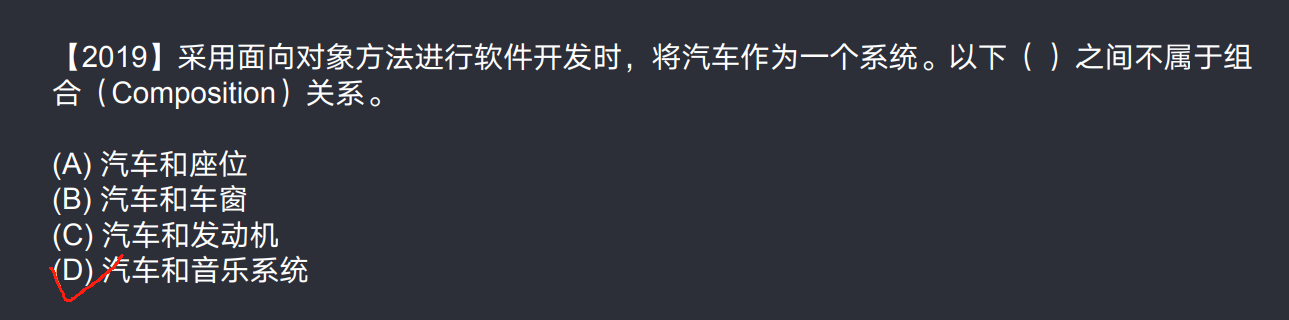 【2019】采用面向对象方法进行软件开发时，将汽车作为一个系统。以下（ ）之间不属于组
合（Composition）关系。
(A) 汽车和座位
(B) 汽车和车窗
(C) 汽车和发动机
(D) 汽车和音乐系统